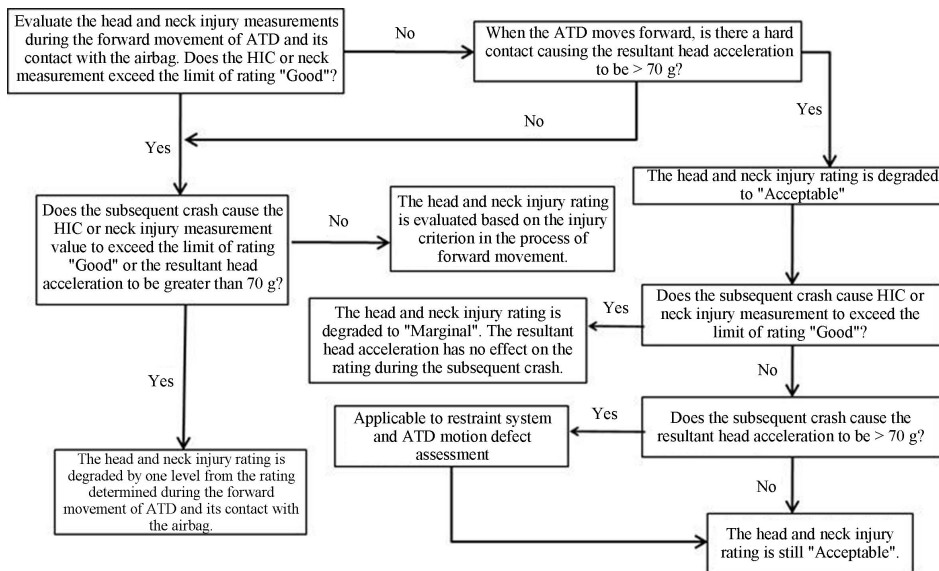 Evaluate the head and neck injury measurements
during the forward movement of ATD and its
contact with the airbag. Does the HIC or neck
measurement exceed the limit of rating "Good"?
No
When the ATD moves forward, is there a hard
contact causing the resultant head acceleration
to be > 70 g?
Yes
No
Yes
The head and neck injury rating is degraded
to "Acceptable"
Does the subsequent crash cause the
HIC or neck injury measurement
value to exceed the limit of rating
"Good" or the resultant head
acceleration to be greater than 70 g?
No
The head and neck injury rating
is evaluated based on the injury
criterion in the process of
forward movement.
The head and neck injury rating is
degraded to "Marginal". The resultant
head acceleration has no effect on the
rating during the subsequent crash.
Yes
Does the subsequent crash cause HIC or
neck injury measurement to exceed the
limit of rating "Good"?
Yes
No
Applicable to restraint system
and ATD motion defect
assessment
Yes
Does the subsequent crash cause the
resultant head acceleration to be > 70 g?
The head and neck injury rating is
degraded by one level from the rating
determined during the forward
movement of ATD and its contact with
the airbag.
No
The head and neck injury
rating is still "Acceptable".